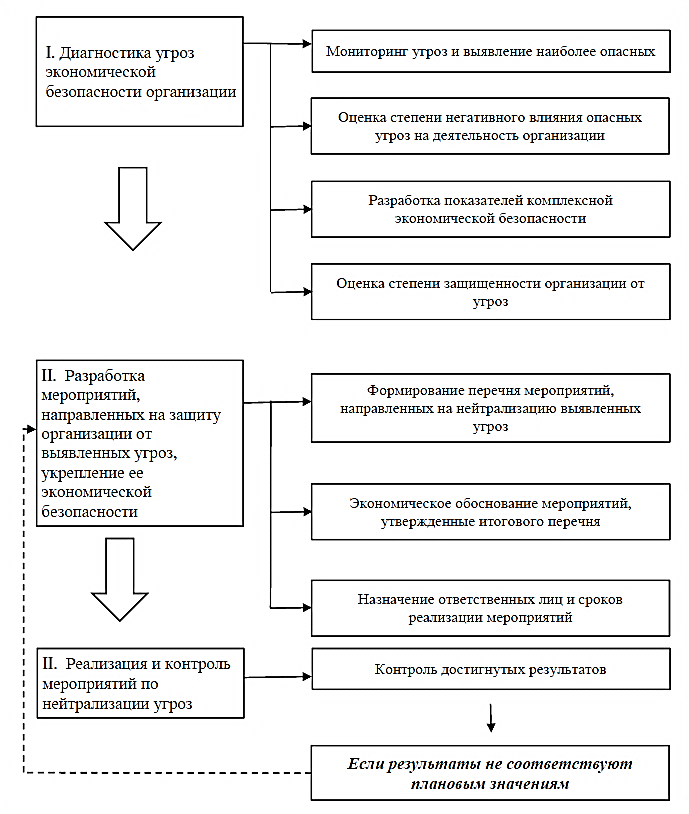 I. Диагностика угроз
экономической
безопасности организации
Мониторинг угроз и выявление наиболее опасных
Оценка степени негативного влияния опасных
угроз на деятельность организации
Разработка показателей комплексной
экономической безопасности
Оценка степени защищенности организации от
угроз
II. Разработка
мероприятий,
направленных на защиту
организации от
выявленных угроз,
укрепление ее
экономической
безопасности
Формирование перечня мероприятий,
направленных на нейтрализацию выявленных
угроз
Экономическое обоснование мероприятий,
утвержденные итогового перечня
Назначение ответственных лиц и сроков
реализации мероприятий
II. Реализация и контроль
мероприятий по
нейтрализации угроз
Контроль достигнутых результатов
Если результаты не соответствуют
плановым значениям